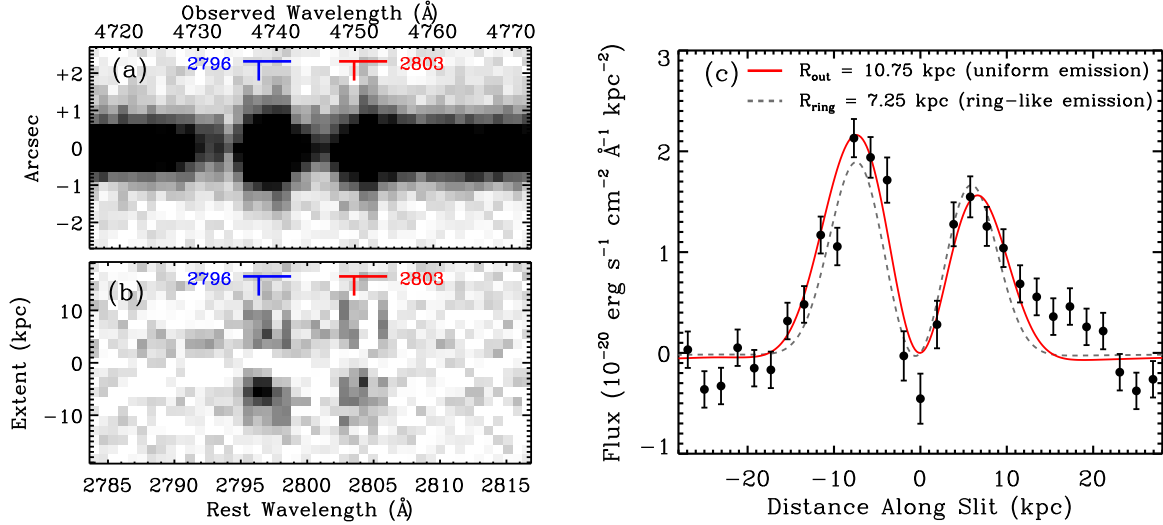 Observed Wavelength (Å)
4720 4730 4740 4750 4760 4770
(a) 2796 2803
+2
+1
0
−1
−2
Arcsec
(b) 2796 2803
10
0
−10
Extent (kpc)
2785 2790 2795 2800 2805 2810 2815
Rest Wavelength (Å)
(c) R_out = 10.75 kpc (uniform emission)
R_ring = 7.25 kpc (ring-like emission)
3
2
1
0
−1
Flux (10⁻²⁰ erg s⁻¹ cm⁻² Å⁻¹ kpc⁻²)
−20 −10 0 10 20
Distance Along Slit (kpc)